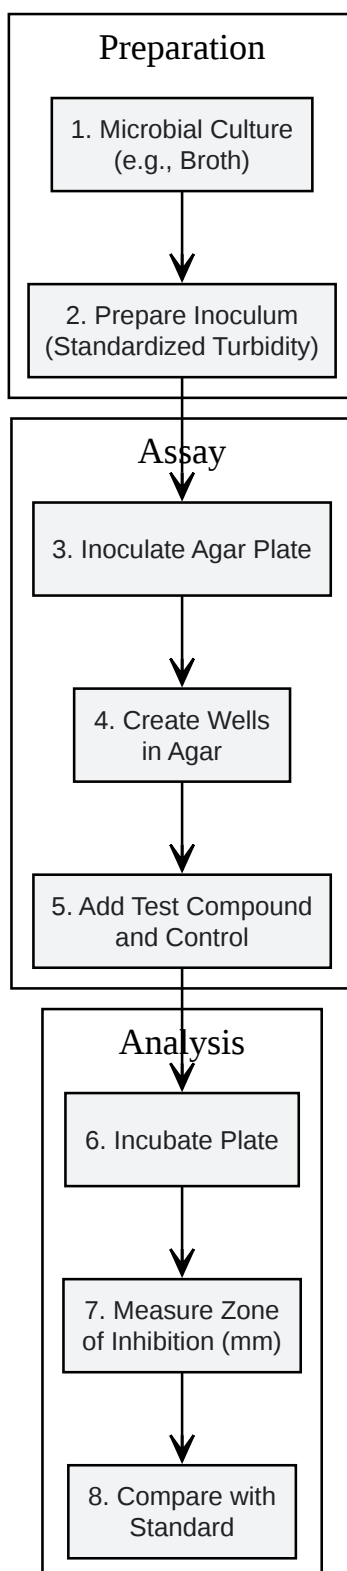 Preparation
1. Microbial Culture
(e.g., Broth)
2. Prepare Inoculum
(Standardized Turbidity)
Assay
3. Inoculate Agar Plate
4. Create Wells
in Agar
5. Add Test Compound
and Control
Analysis
6. Incubate Plate
7. Measure Zone
of Inhibition (mm)
8. Compare with
Standard